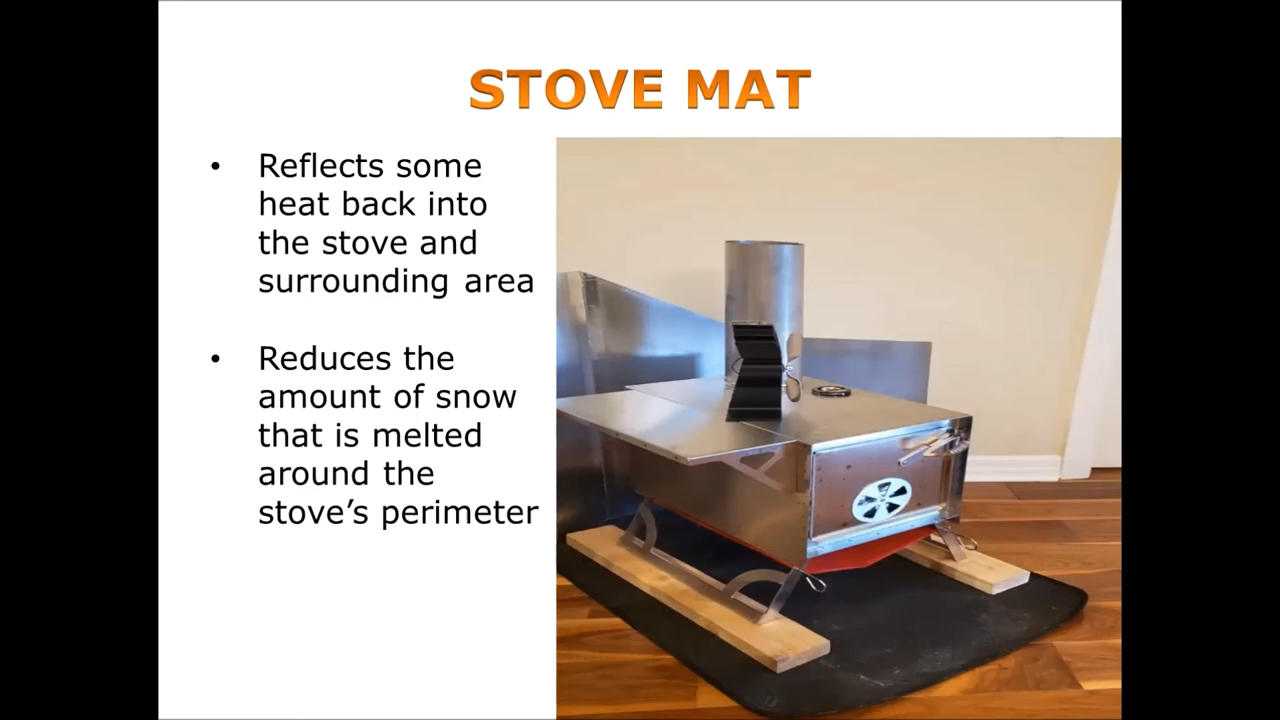 STOVE MAT
• Reflects some
heat back into
the stove and
surrounding area
• Reduces the
amount of snow
that is melted
around the
stove’s perimeter